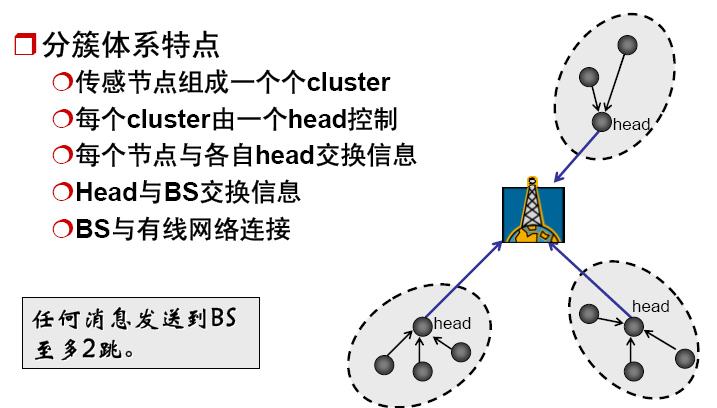 分簇体系特点
传感节点组成一个个cluster
每个cluster由一个head控制
每个节点与各自head交换信息
Head与BS交换信息
BS与有线网络连接
任何消息发送到BS
至多2跳。
head
head
head